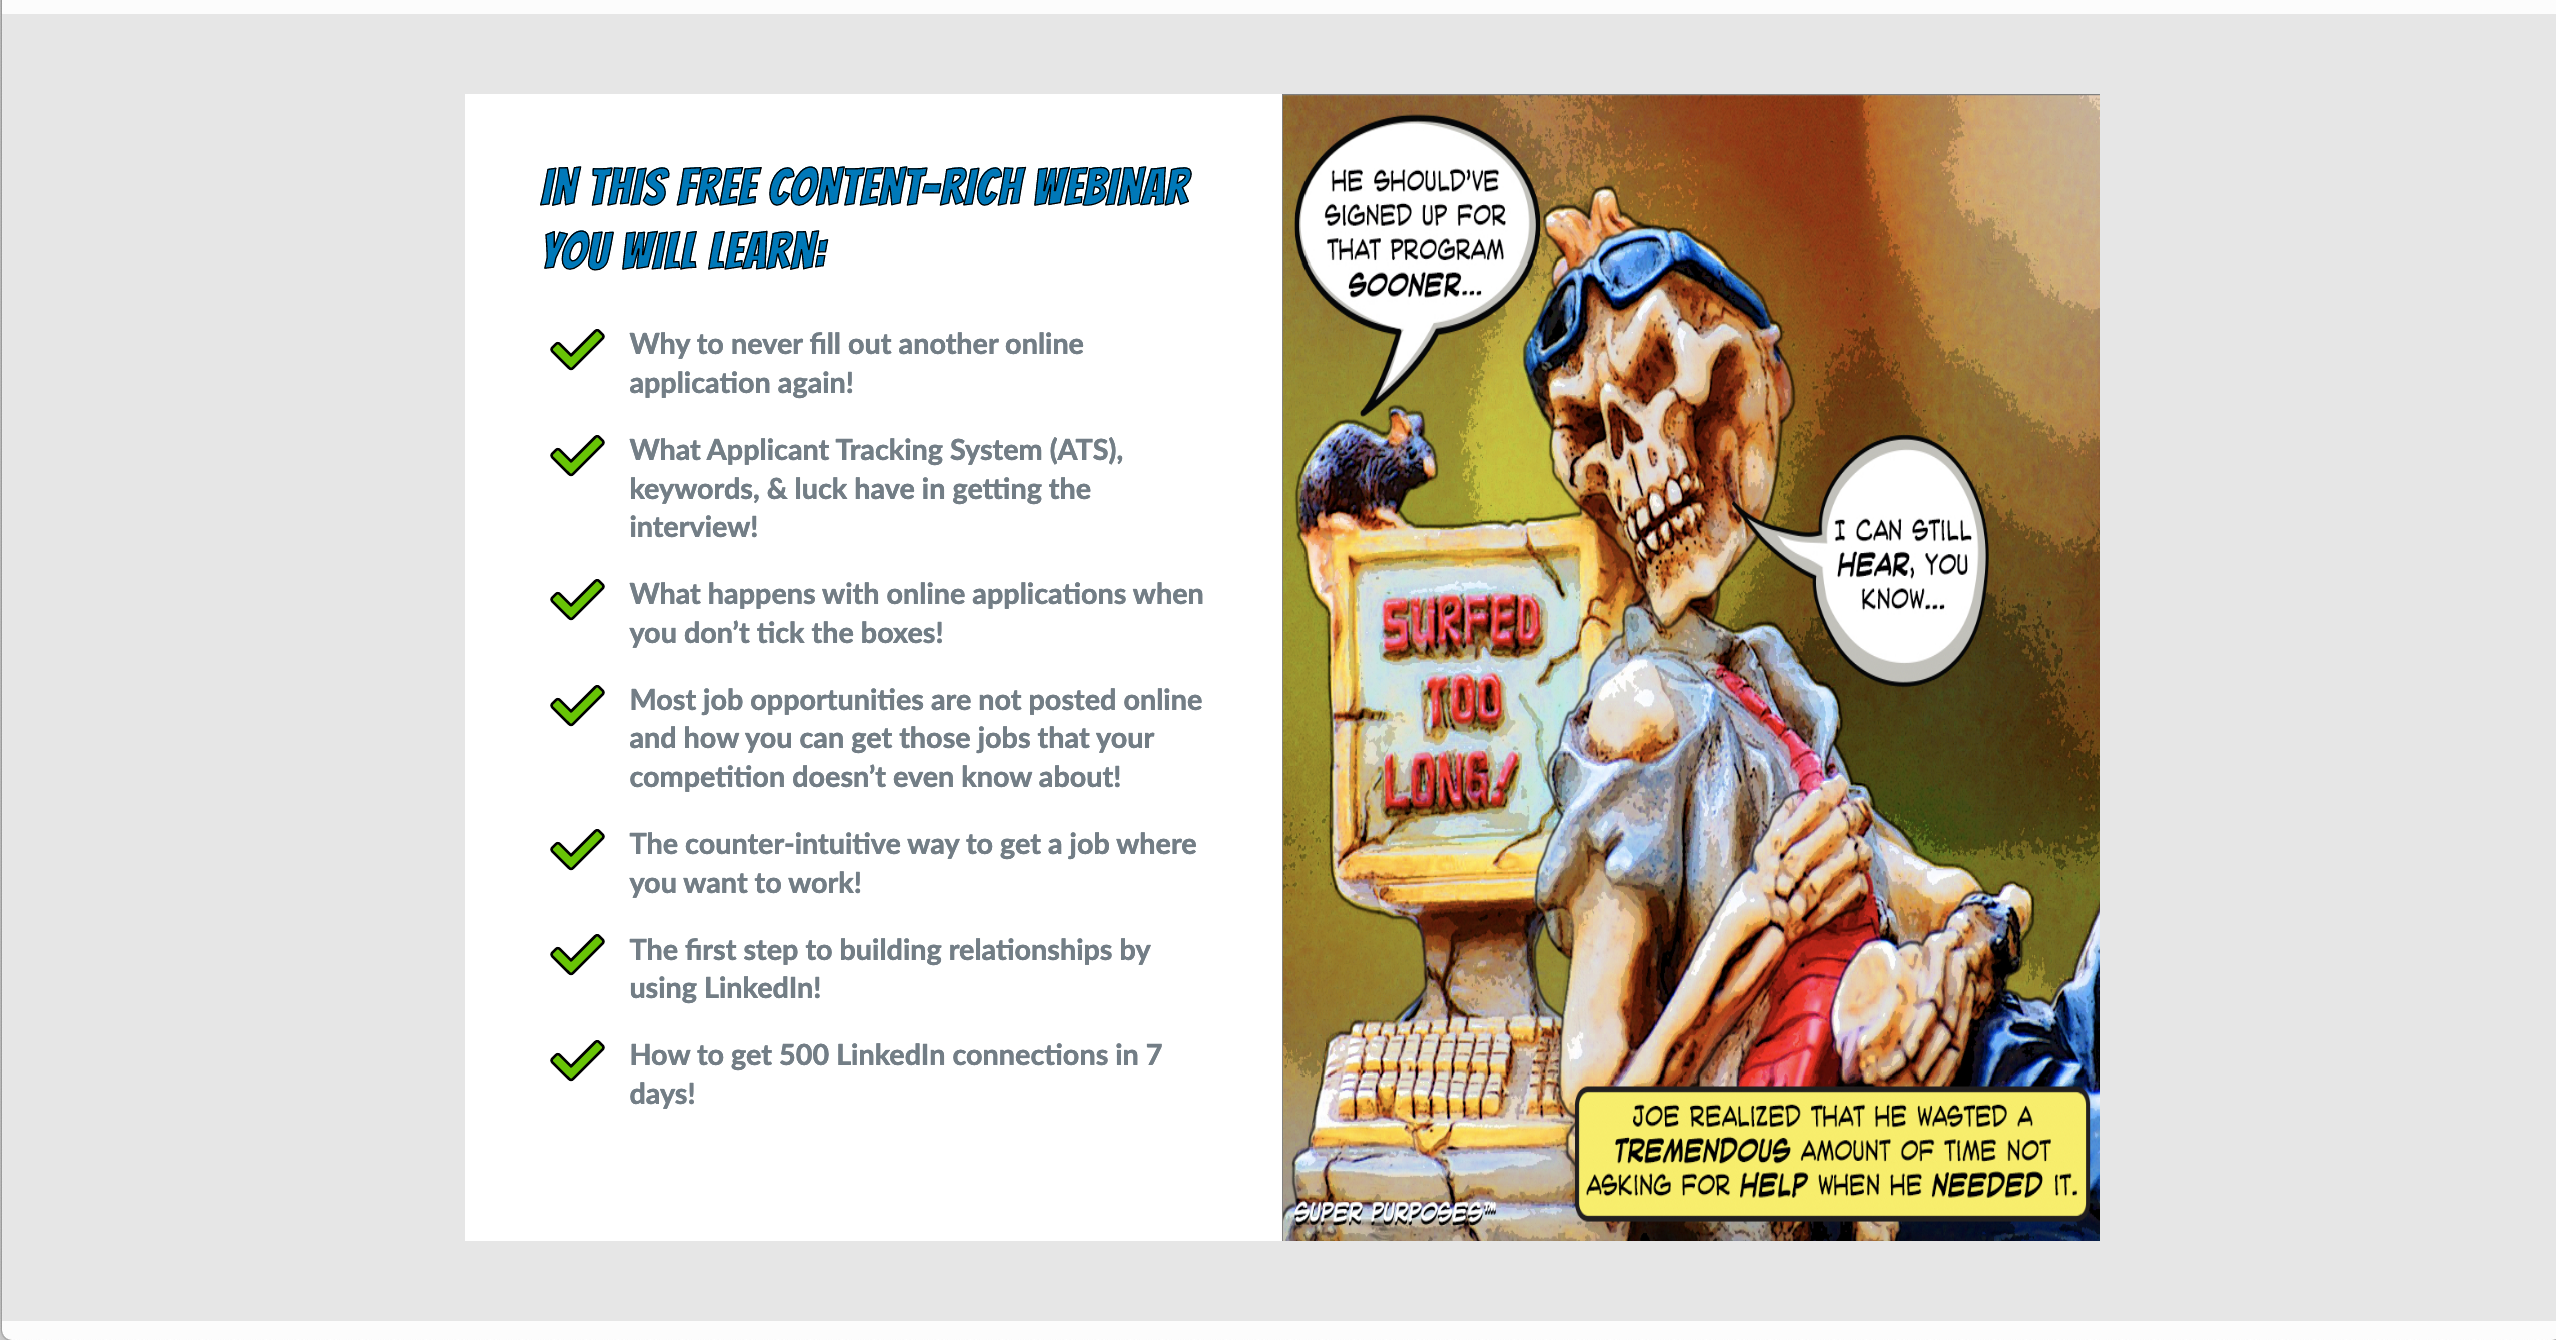 IN THIS FREE CONTENT-RICH WEBINAR
YOU WILL LEARN:
Why to never fill out another online
application again!
What Applicant Tracking System (ATS),
keywords, & luck have in getting the
interview!
What happens with online applications when
you don’t tick the boxes!
Most job opportunities are not posted online
and how you can get those jobs that your
competition doesn’t even know about!
The counter-intuitive way to get a job where
you want to work!
The first step to building relationships by
using LinkedIn!
How to get 500 LinkedIn connections in 7
days!
HE SHOULD'VE
SIGNED UP FOR
THAT PROGRAM
SOONER...
I CAN STILL
HEAR, YOU
KNOW...
SURFED
TOO
LONG!
JOE REALIZED THAT HE WASTED A
TREMENDOUS AMOUNT OF TIME NOT
ASKING FOR HELP WHEN HE NEEDED IT.
SUPER PURPOSES™